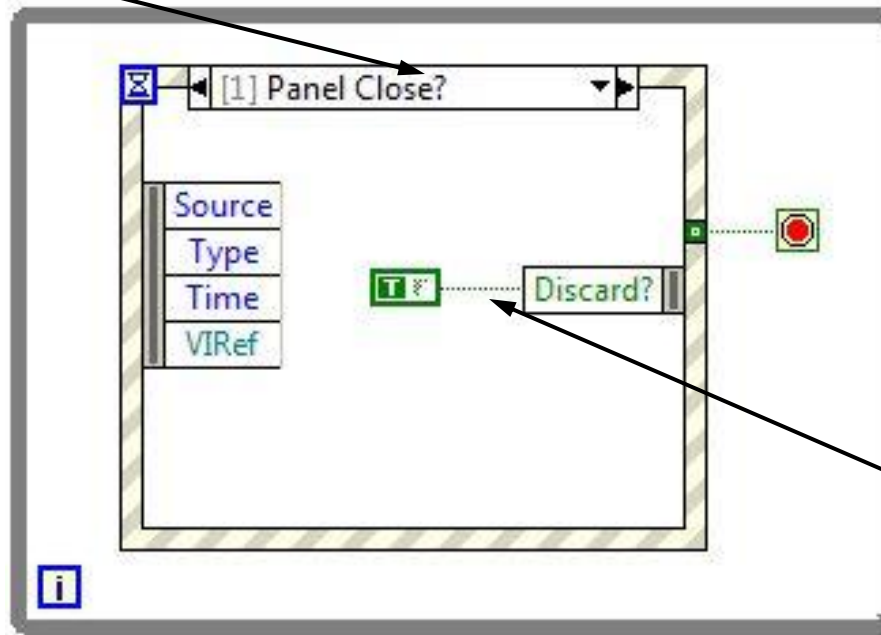 [1] Panel Close?
Source
Type
Time
VIRef
T F
Discard?
i